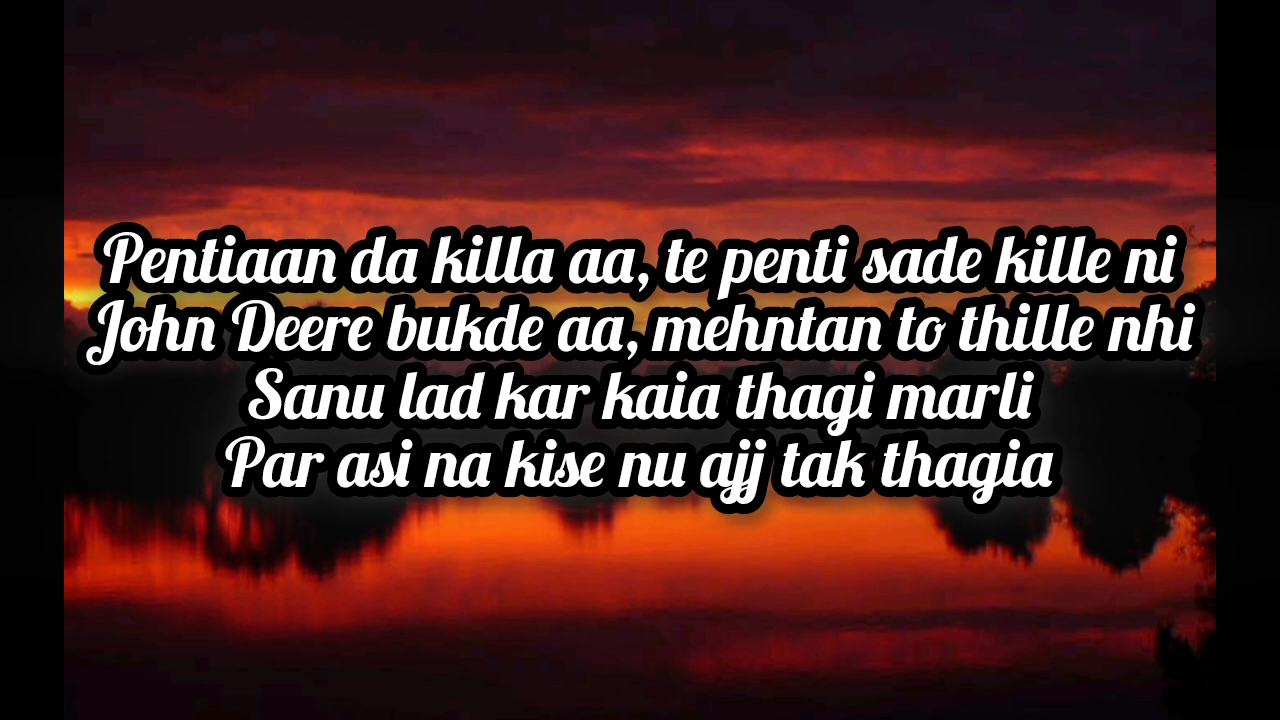 Pentiaan da killa aa, te penti sade kille ni
John Deere bukde aa, mehntan to thille nhi
Sanu lad kar kaia thagi marli
Par asi na kise nu ajj tak thagia